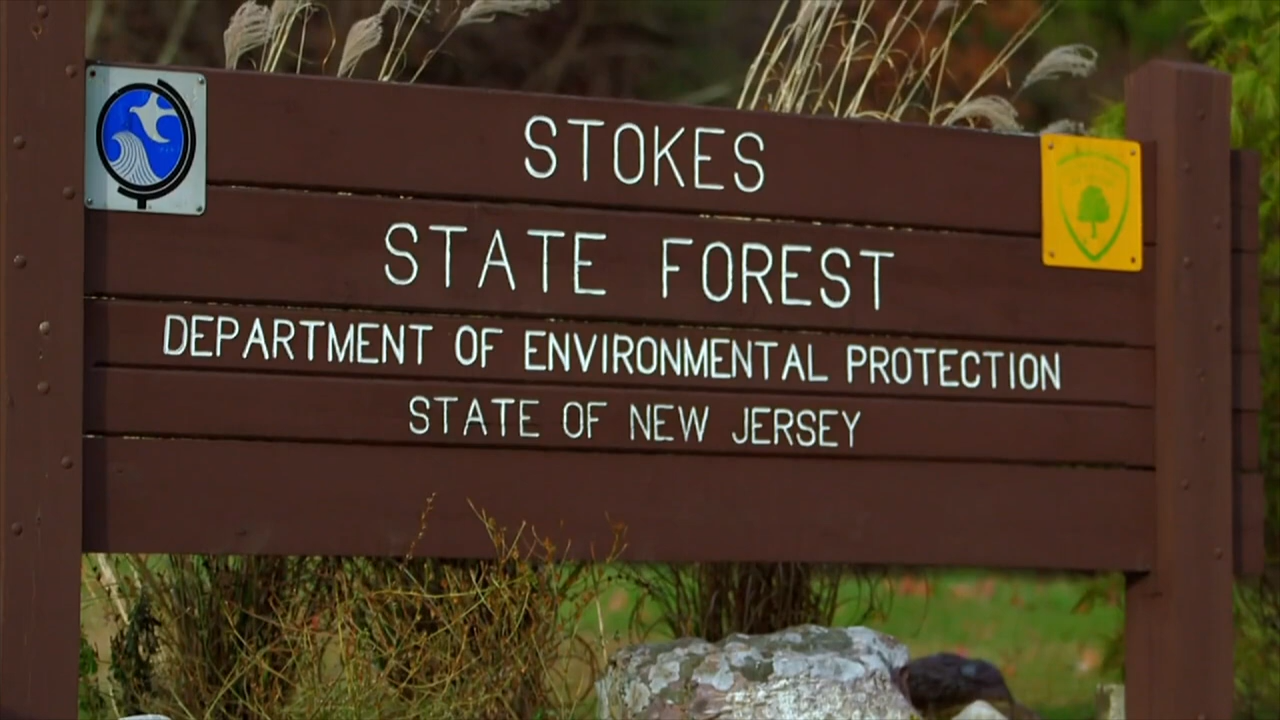 STOKES
STATE FOREST
DEPARTMENT OF ENVIRONMENTAL PROTECTION
STATE OF NEW JERSEY